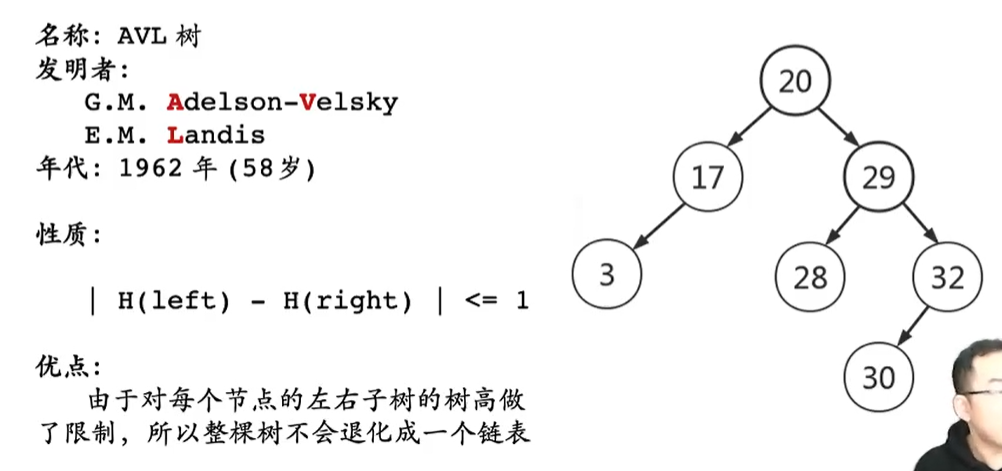 名称: AVL 树
发明者:
G.M. Adelson-Velsky
E.M. Landis
年代: 1962 年 (58岁)
性质:
| H(left) - H(right) | <= 1
优点:
由于对每个节点的左右子树的树高做
了限制, 所以整棵树不会退化成一个链表
20
17
29
3
28
32
30